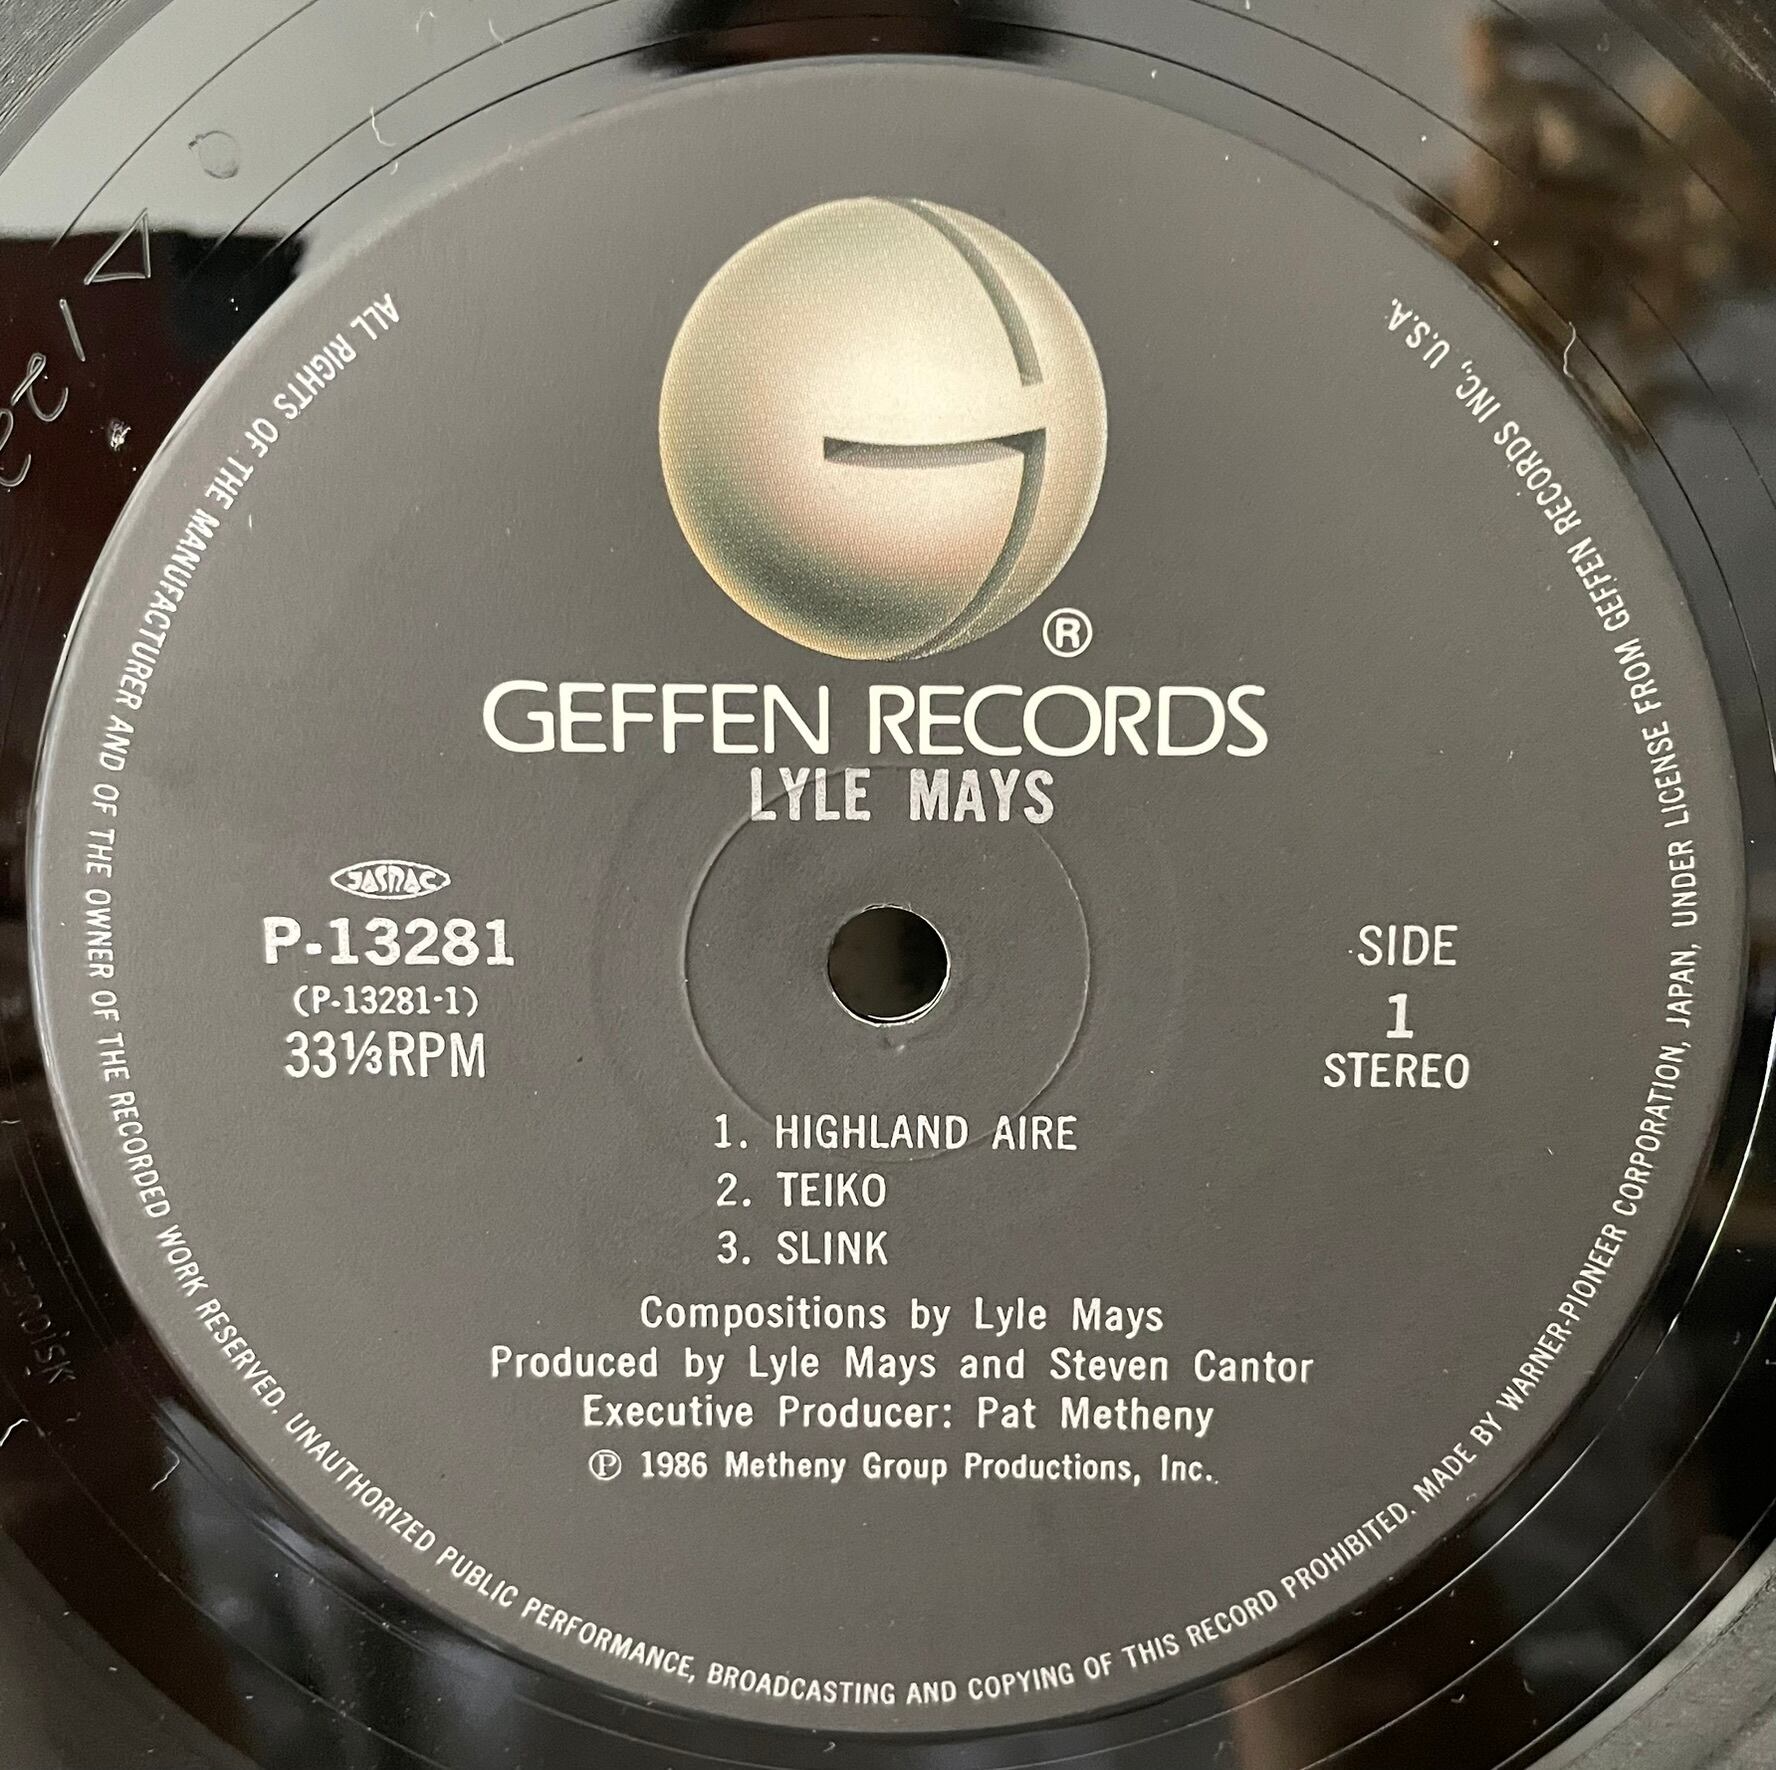 ®
GEFFEN RECORDS
LYLE MAYS
JASRAC
P-13281
(P-13281-1)
33⅓RPM
SIDE
1
STEREO
1. HIGHLAND AIRE
2. TEIKO
3. SLINK
Compositions by Lyle Mays
Produced by Lyle Mays and Steven Cantor
Executive Producer: Pat Metheny
Ⓟ 1986 Metheny Group Productions, Inc.
ALL RIGHTS OF THE MANUFACTURER AND OF THE OWNER OF THE RECORDED WORK RESERVED. UNAUTHORIZED PUBLIC PERFORMANCE, BROADCASTING AND COPYING OF THIS RECORD PROHIBITED. MADE BY WARNER-PIONEER CORPORATION, JAPAN, UNDER LICENSE FROM GEFFEN RECORDS INC., U.S.A.